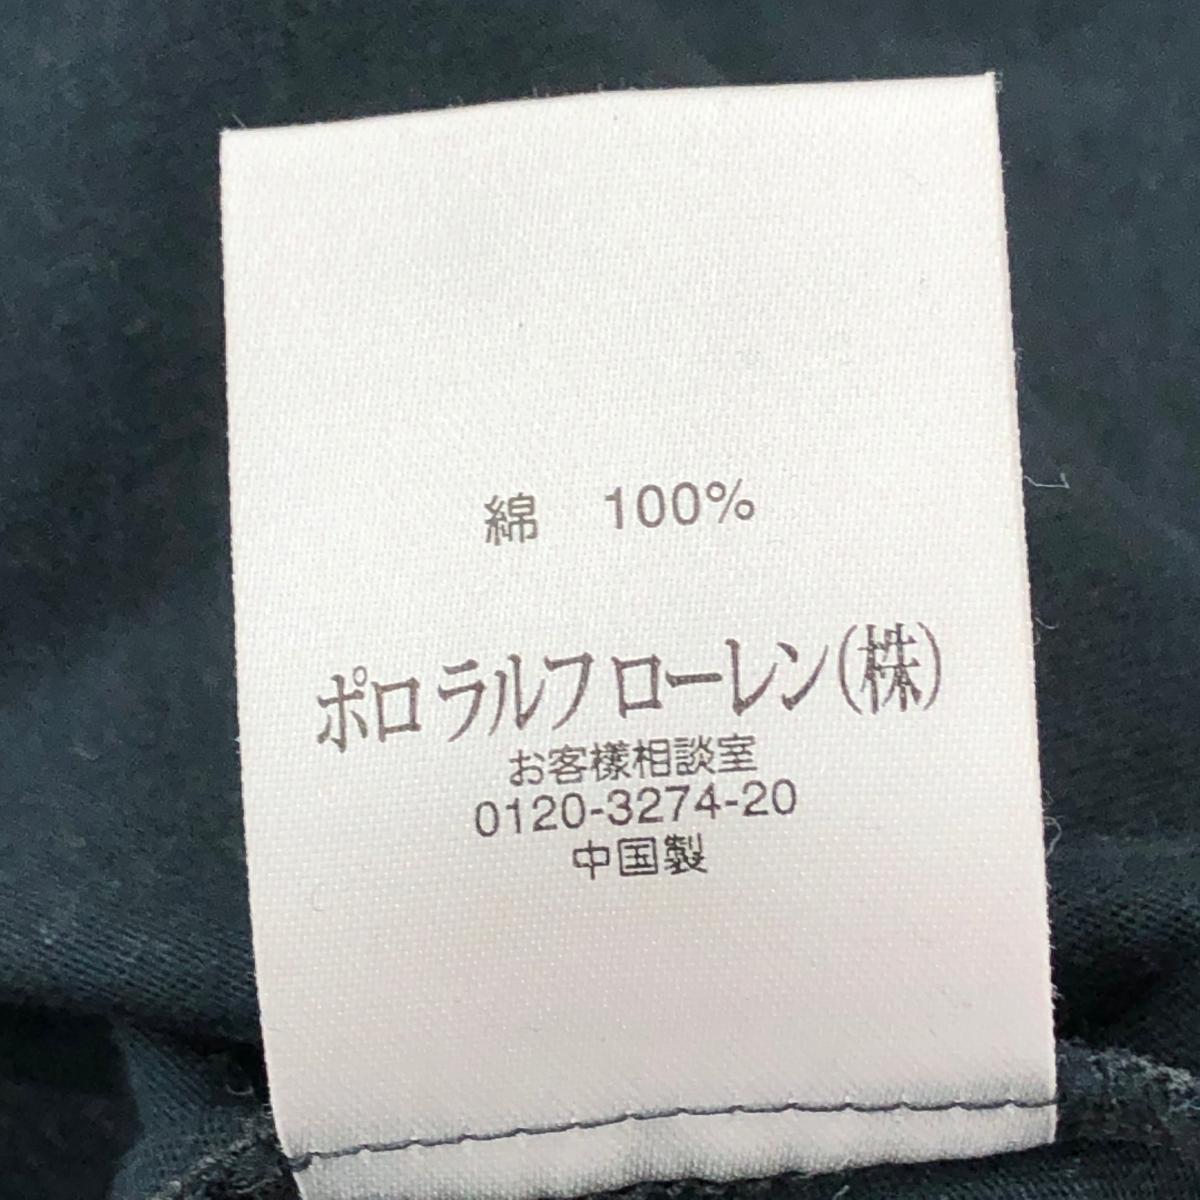 綿　100%
ポロ ラルフ ローレン(株)
お客様相談室
0120-3274-20
中国製